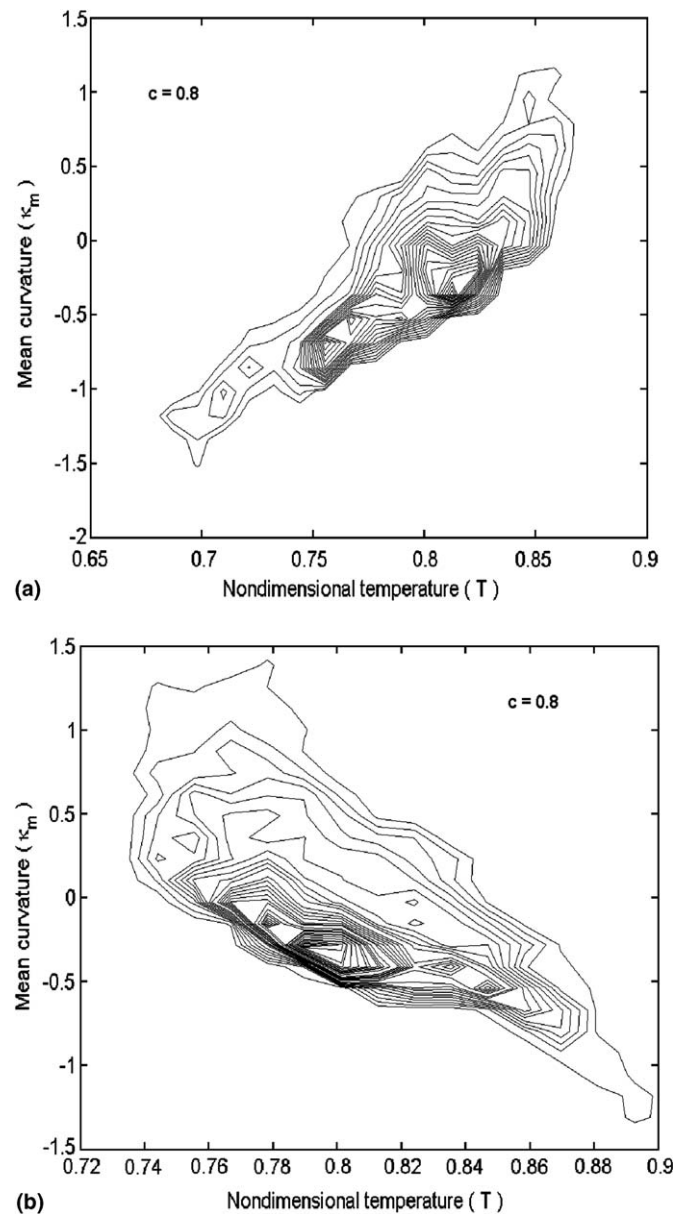 1.5
1
c = 0.8
0.5
0
-0.5
-1
-1.5
-2
Mean curvature ( κm )
0.65 0.7 0.75 0.8 0.85 0.9
(a) Nondimensional temperature ( T )
1.5
c = 0.8
1
0.5
0
-0.5
-1
-1.5
Mean curvature ( κm )
0.72 0.74 0.76 0.78 0.8 0.82 0.84 0.86 0.88 0.9
(b) Nondimensional temperature ( T )